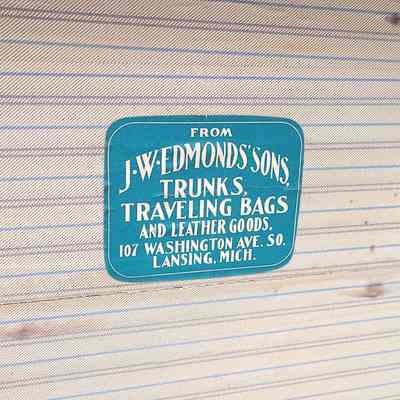 FROM
J.W. EDMONDS' SONS,
TRUNKS,
TRAVELING BAGS
AND LEATHER GOODS,
107 WASHINGTON AVE. SO.
LANSING, MICH.